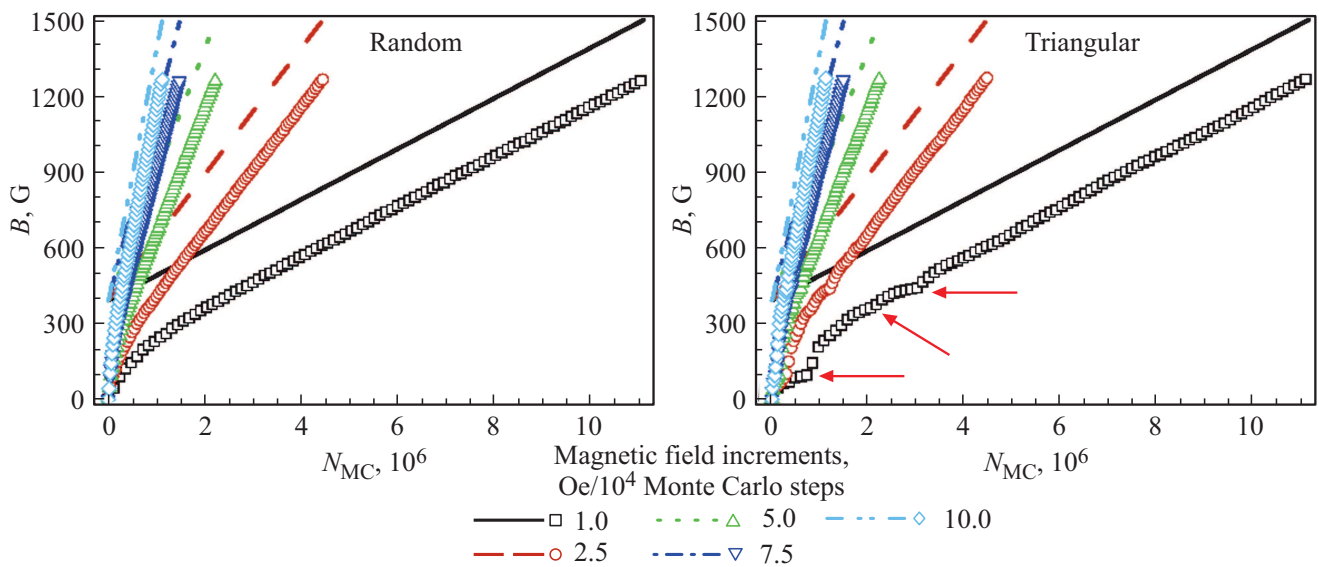 1500
1200
900
600
300
0
B, G
Random
0
2
4
6
8
10
N_MC, 10^6
1500
1200
900
600
300
0
B, G
Triangular
0
2
4
6
8
10
N_MC, 10^6
Magnetic field increments,
Oe/10^4 Monte Carlo steps
1.0 5.0 10.0
2.5 7.5